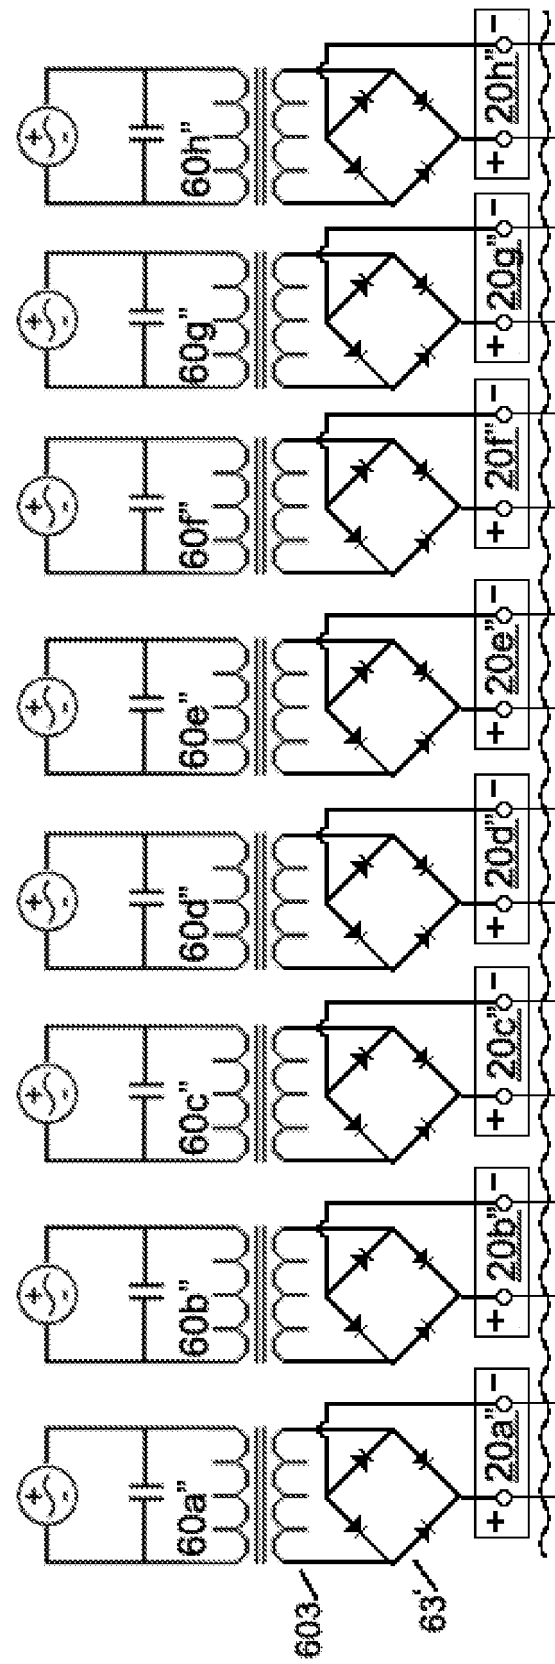 60h”
- 20h” +
60g”
- 20g” +
60f”
- 20f” +
60e”
- 20e” +
60d”
- 20d” +
60c”
- 20c” +
60b”
- 20b” +
60a”
- 20a” +
603
63‘